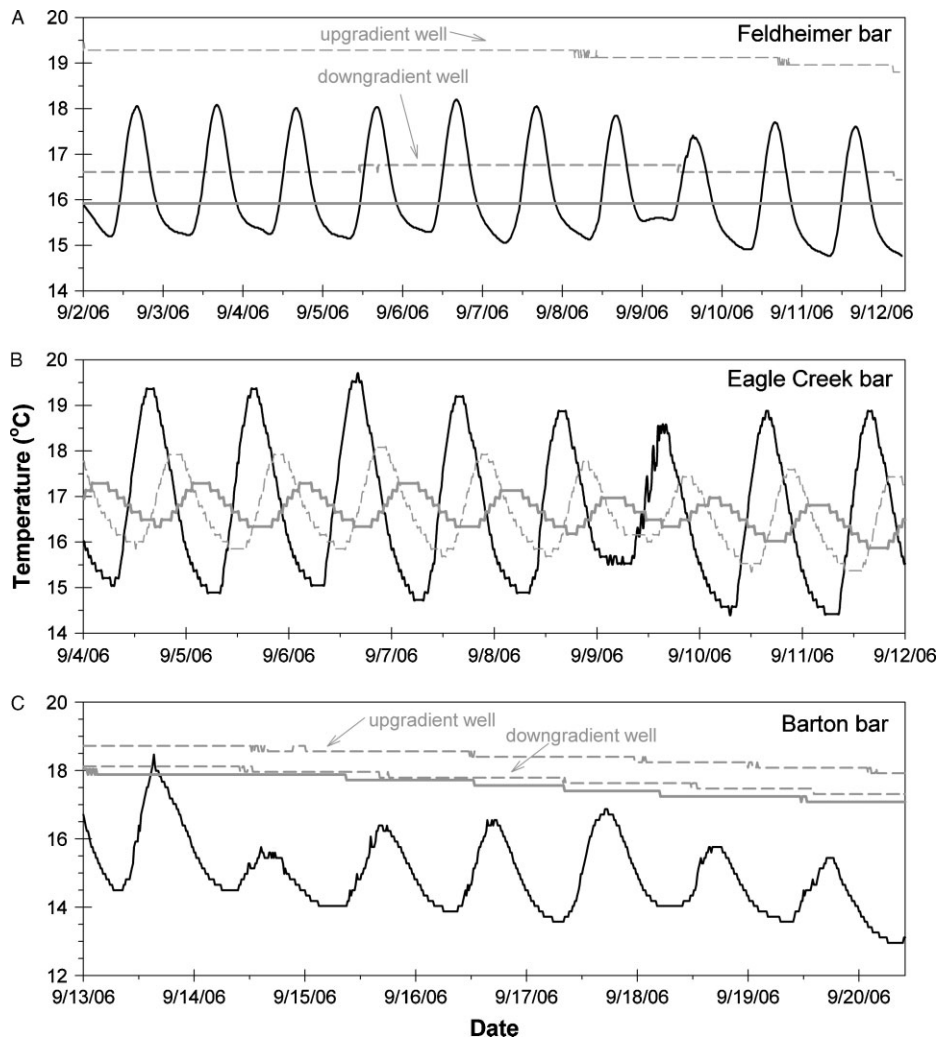 A
Feldheimer bar
upgradient well
downgradient well
20
19
18
17
16
15
14
9/2/06 9/3/06 9/4/06 9/5/06 9/6/06 9/7/06 9/8/06 9/9/06 9/10/06 9/11/06 9/12/06
B
Eagle Creek bar
Temperature (°C)
20
19
18
17
16
15
14
9/4/06 9/5/06 9/6/06 9/7/06 9/8/06 9/9/06 9/10/06 9/11/06 9/12/06
C
Barton bar
upgradient well
downgradient well
20
18
16
14
12
9/13/06 9/14/06 9/15/06 9/16/06 9/17/06 9/18/06 9/19/06 9/20/06
Date